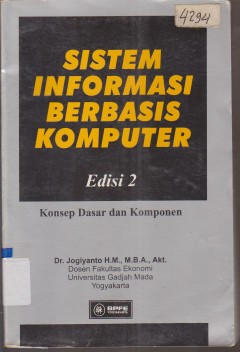 4294
SISTEM
INFORMASI
BERBASIS
KOMPUTER
Edisi 2
Konsep Dasar dan Komponen
Dr. Jogiyanto H.M., M.B.A., Akt.
Dosen Fakultas Ekonomi
Universitas Gadjah Mada
Yogyakarta
BPFE
YOGYAKARTA